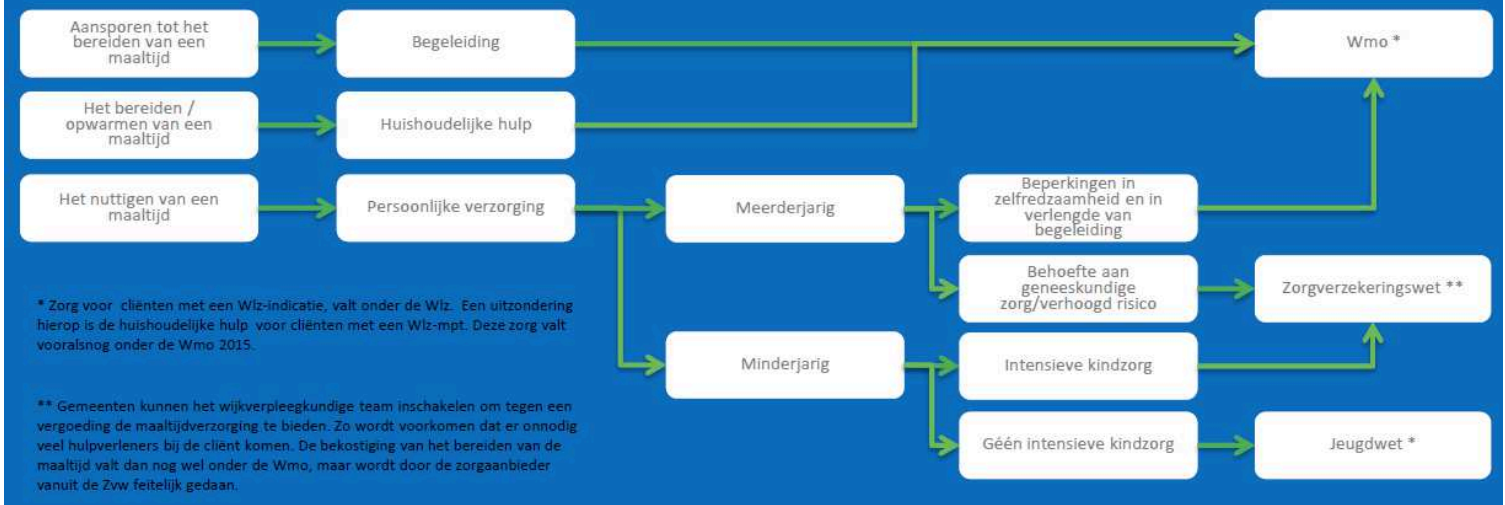 Aansporen tot het
bereiden van een
maaltijd
Begeleiding
Wmo *
Het bereiden /
opwarmen van een
maaltijd
Huishoudelijke hulp
Het nuttigen van een
maaltijd
Persoonlijke verzorging
Meerderjarig
Beperkingen in
zelfredzaamheid en in
verlengde van
begeleiding
Behoefte aan
geneeskundige
zorg/verhoogd risico
Zorgverzekeringswet **
* Zorg voor cliënten met een Wlz-indicatie, valt onder de Wlz. Een uitzondering
hierop is de huishoudelijke hulp voor cliënten met een Wlz-mpt. Deze zorg valt
vooralsnog onder de Wmo 2015.
Minderjarig
Intensieve kindzorg
** Gemeenten kunnen het wijkverpleegkundige team inschakelen om tegen een
vergoeding de maaltijdverzorging te bieden. Zo wordt voorkomen dat er onnodig
veel hulpverleners bij de cliënt komen. De bekostiging van het bereiden van de
maaltijd valt dan nog wel onder de Wmo, maar wordt door de zorgaanbieder
vanuit de Zvw feitelijk gedaan.
Géén intensieve kindzorg
Jeugdwet *